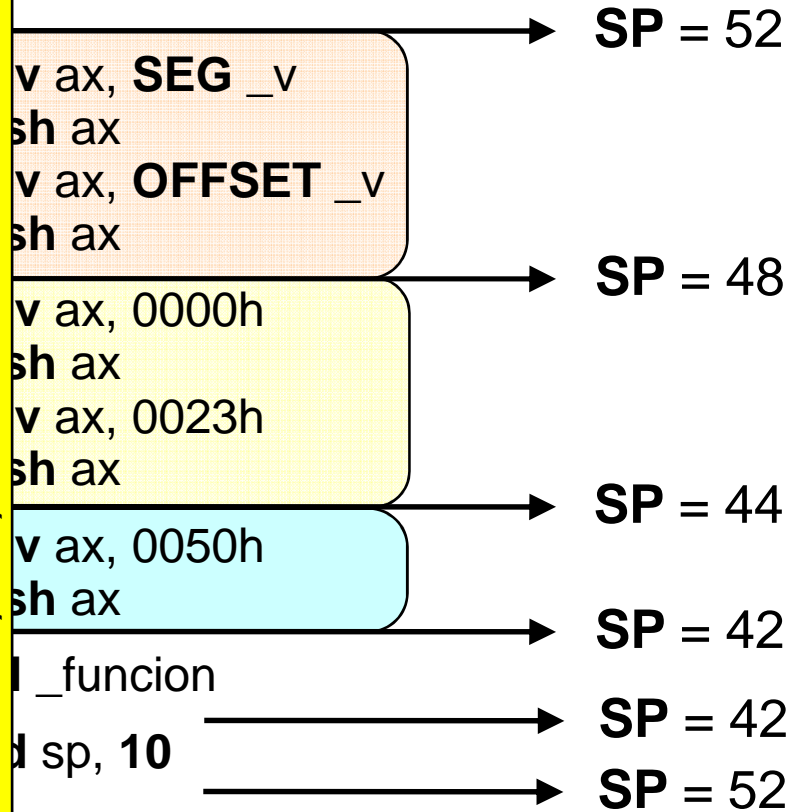 SP = 52
v ax, SEG _v
sh ax
v ax, OFFSET _v
sh ax
SP = 48
v ax, 0000h
sh ax
v ax, 0023h
sh ax
SP = 44
v ax, 0050h
sh ax
SP = 42
_funcion
SP = 42
d sp, 10
SP = 52